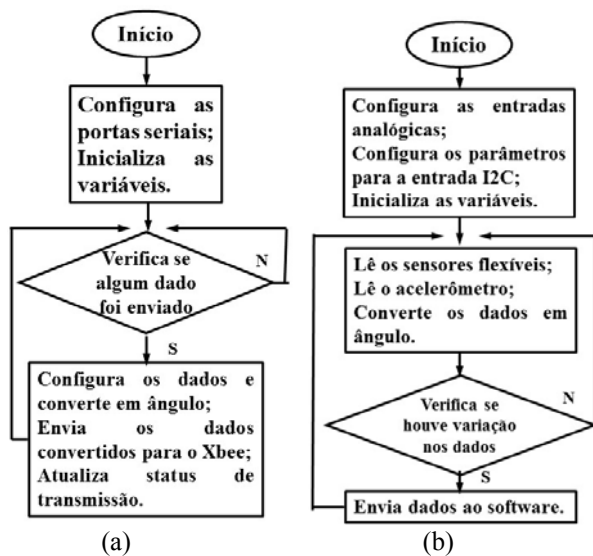 Início
Configura as
portas seriais;
Inicializa as
variáveis.
Verifica se
algum dado
foi enviado
N
S
Configura os dados e
converte em ângulo;
Envia os dados
convertidos para o Xbee;
Atualiza status de
transmissão.
(a)
Início
Configura as entradas
analógicas;
Configura os parâmetros
para a entrada I2C;
Inicializa as variáveis.
Lê os sensores flexíveis;
Lê o acelerômetro;
Converte os dados em
ângulo.
Verifica se
houve variação
nos dados
N
S
Envia dados ao software.
(b)